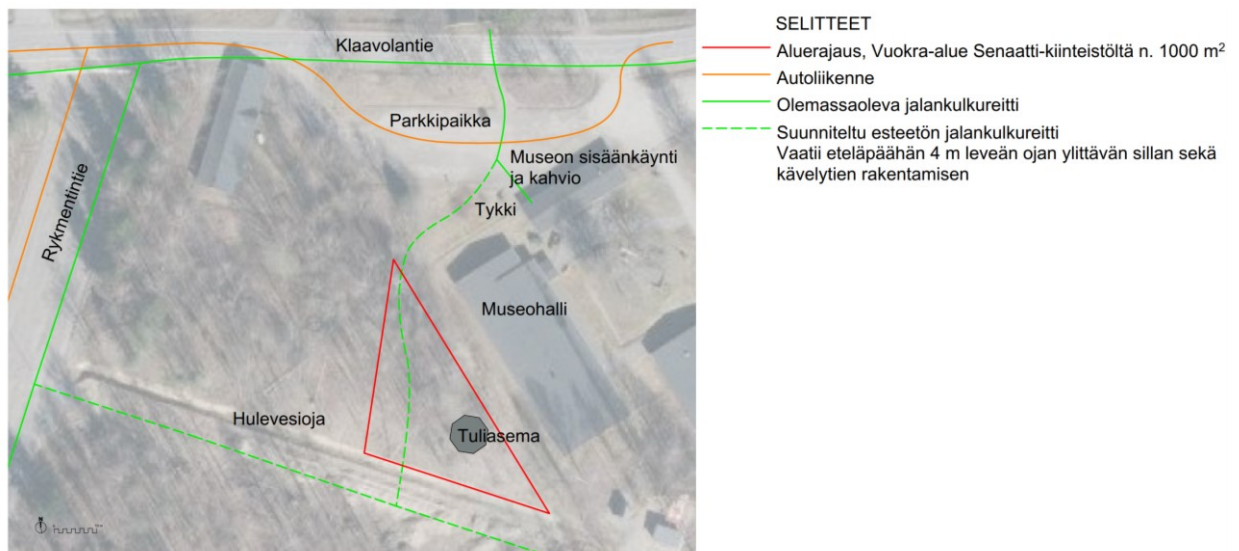 Klaavolantie
Parkkipaikka
Museon sisäänkäynti
ja kahvio
Rykmentintie
Tykki
Museohalli
Hulevesioja
Tuliasema
N
SELITTEET
Aluerajaus, Vuokra-alue Senaatti-kiinteistöltä n. 1000 m²
Autoliikenne
Olemassaoleva jalankulkureitti
Suunniteltu esteetön jalankulkureitti
Vaatii eteläpäähän 4 m leveän ojan ylittävän sillan sekä
kävelytien rakentamisen